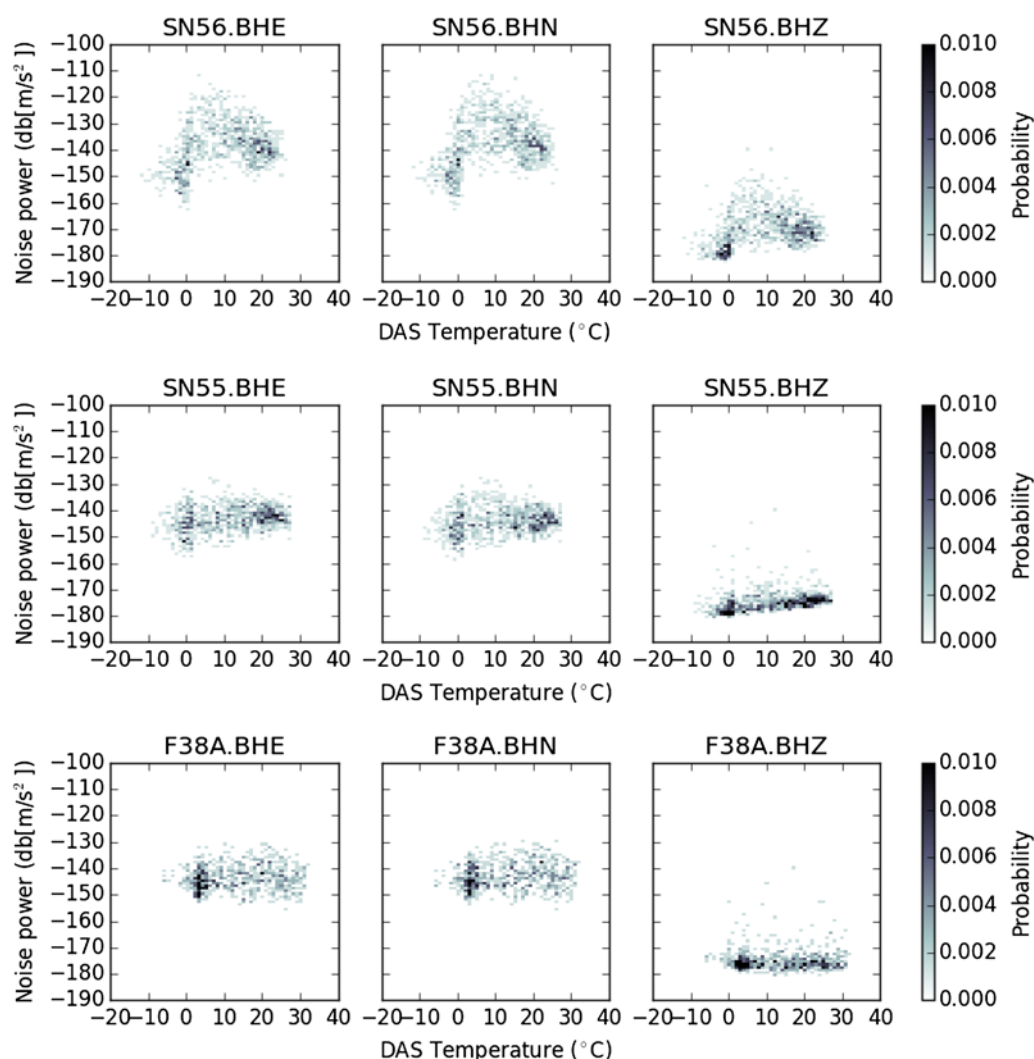 SN56.BHE SN56.BHN SN56.BHZ
−100 −110 −120 −130 −140 −150 −160 −170 −180 −190
Noise power (db[m/s² ])
−20−10 0 10 20 30 40 −20−10 0 10 20 30 40 −20−10 0 10 20 30 40
DAS Temperature (°C)
0.010 0.008 0.006 0.004 0.002 0.000
Probability
SN55.BHE SN55.BHN SN55.BHZ
−100 −110 −120 −130 −140 −150 −160 −170 −180 −190
Noise power (db[m/s² ])
−20−10 0 10 20 30 40 −20−10 0 10 20 30 40 −20−10 0 10 20 30 40
DAS Temperature (°C)
0.010 0.008 0.006 0.004 0.002 0.000
Probability
F38A.BHE F38A.BHN F38A.BHZ
−100 −110 −120 −130 −140 −150 −160 −170 −180 −190
Noise power (db[m/s² ])
−20−10 0 10 20 30 40 −20−10 0 10 20 30 40 −20−10 0 10 20 30 40
DAS Temperature (°C)
0.010 0.008 0.006 0.004 0.002 0.000
Probability